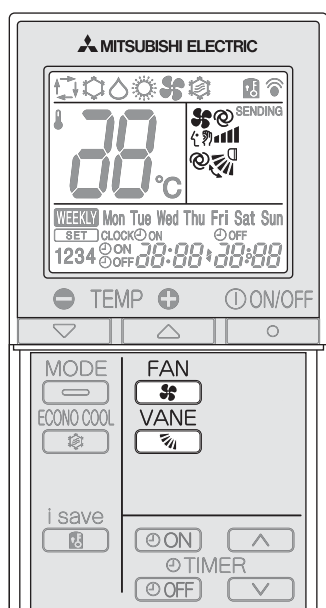 MITSUBISHI ELECTRIC
SENDING
88°C
WEEKLY Mon Tue Wed Thu Fri Sat Sun
SET CLOCK ON OFF
1234 ON OFF 88:88 88:88
TEMP ON/OFF
MODE FAN
ECONO COOL VANE
i save
ON
TIMER
OFF